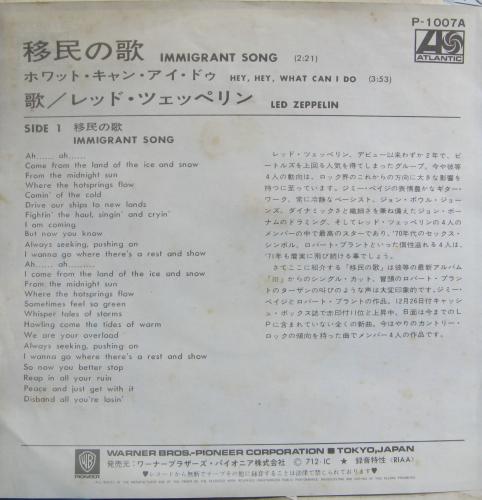 P-1007A
移民の歌 IMMIGRANT SONG (2:21)
ホワット・キャン・アイ・ドゥ HEY, HEY, WHAT CAN I DO (3:53)
歌／レッド・ツェッペリン LED ZEPPELIN
ATLANTIC
SIDE 1 移民の歌
IMMIGRANT SONG
Ah...... ah......
Come from the land of the ice and snow
From the midnight sun
Where the hotsprings flow
Comin' of the cold
Drive our ships to new lands
Fightin' the haul, singin' and cryin'
I am coming
But now you know
Always seeking, pushing on
I wanna go where there's a rest and show
Ah...... ah........
I come from the land of the ice and snow
From the midnight sun
Where the hotsprings flow
Sometimes feel so green
Whisper tales of storms
Howling come the tides of warm
We are your overload
Always seeking, pushing on
I wanna go where there's a rest and show
So now you better stop
Reap in all your ruin
Peace and just get with it
Disband all you're losin'
レッド・ツェッペリン、デビュー以来わずか2年で、ビ
ートルズを上回る人気を得てしまったグループ。今や彼等
4人の動向は、ロック界のこれからの方向に大きな影響を
持つに至っています。ジミー・ペイジの表情豊かなギター・
ワーク、常に冷静なベーシスト、ジョン・ポウル・ジョー
ンズ、ダイナミックさと繊細さを兼ね備えたジョン・ボー
ナムのドラミング、そしてレッド・ツェッペリンの4人の
メンバーの中で最高のスターであり、'70年代のセックス・
シンボル、ロバート・プラントといった個性溢れる4人は、
'71年も着実に飛び続ける事でしょう。
さてここに紹介する「移民の歌」は彼等の最新アルバム
「III」からのシングル・カット、冒頭のロバート・プラン
トのターザンの叫びのような声は大変印象的です。ジミー・
ペイジとロバート・プラントの作品。12月26日付キャッシ
ュ・ボックス誌で赤印付11位と上昇中、B面は今までのL
Pに含まれていない全くの新曲。今はやりのカントリー・
ロックの傾向を持った曲でメンバー4人の作品です。
WARNER BROS.-PIONEER CORPORATION ■ TOKYO, JAPAN
PIONEER
発売元：ワーナーブラザーズ・パイオニア株式会社 Ⓒ 712・IC ★ 録音特性 (RIAA)